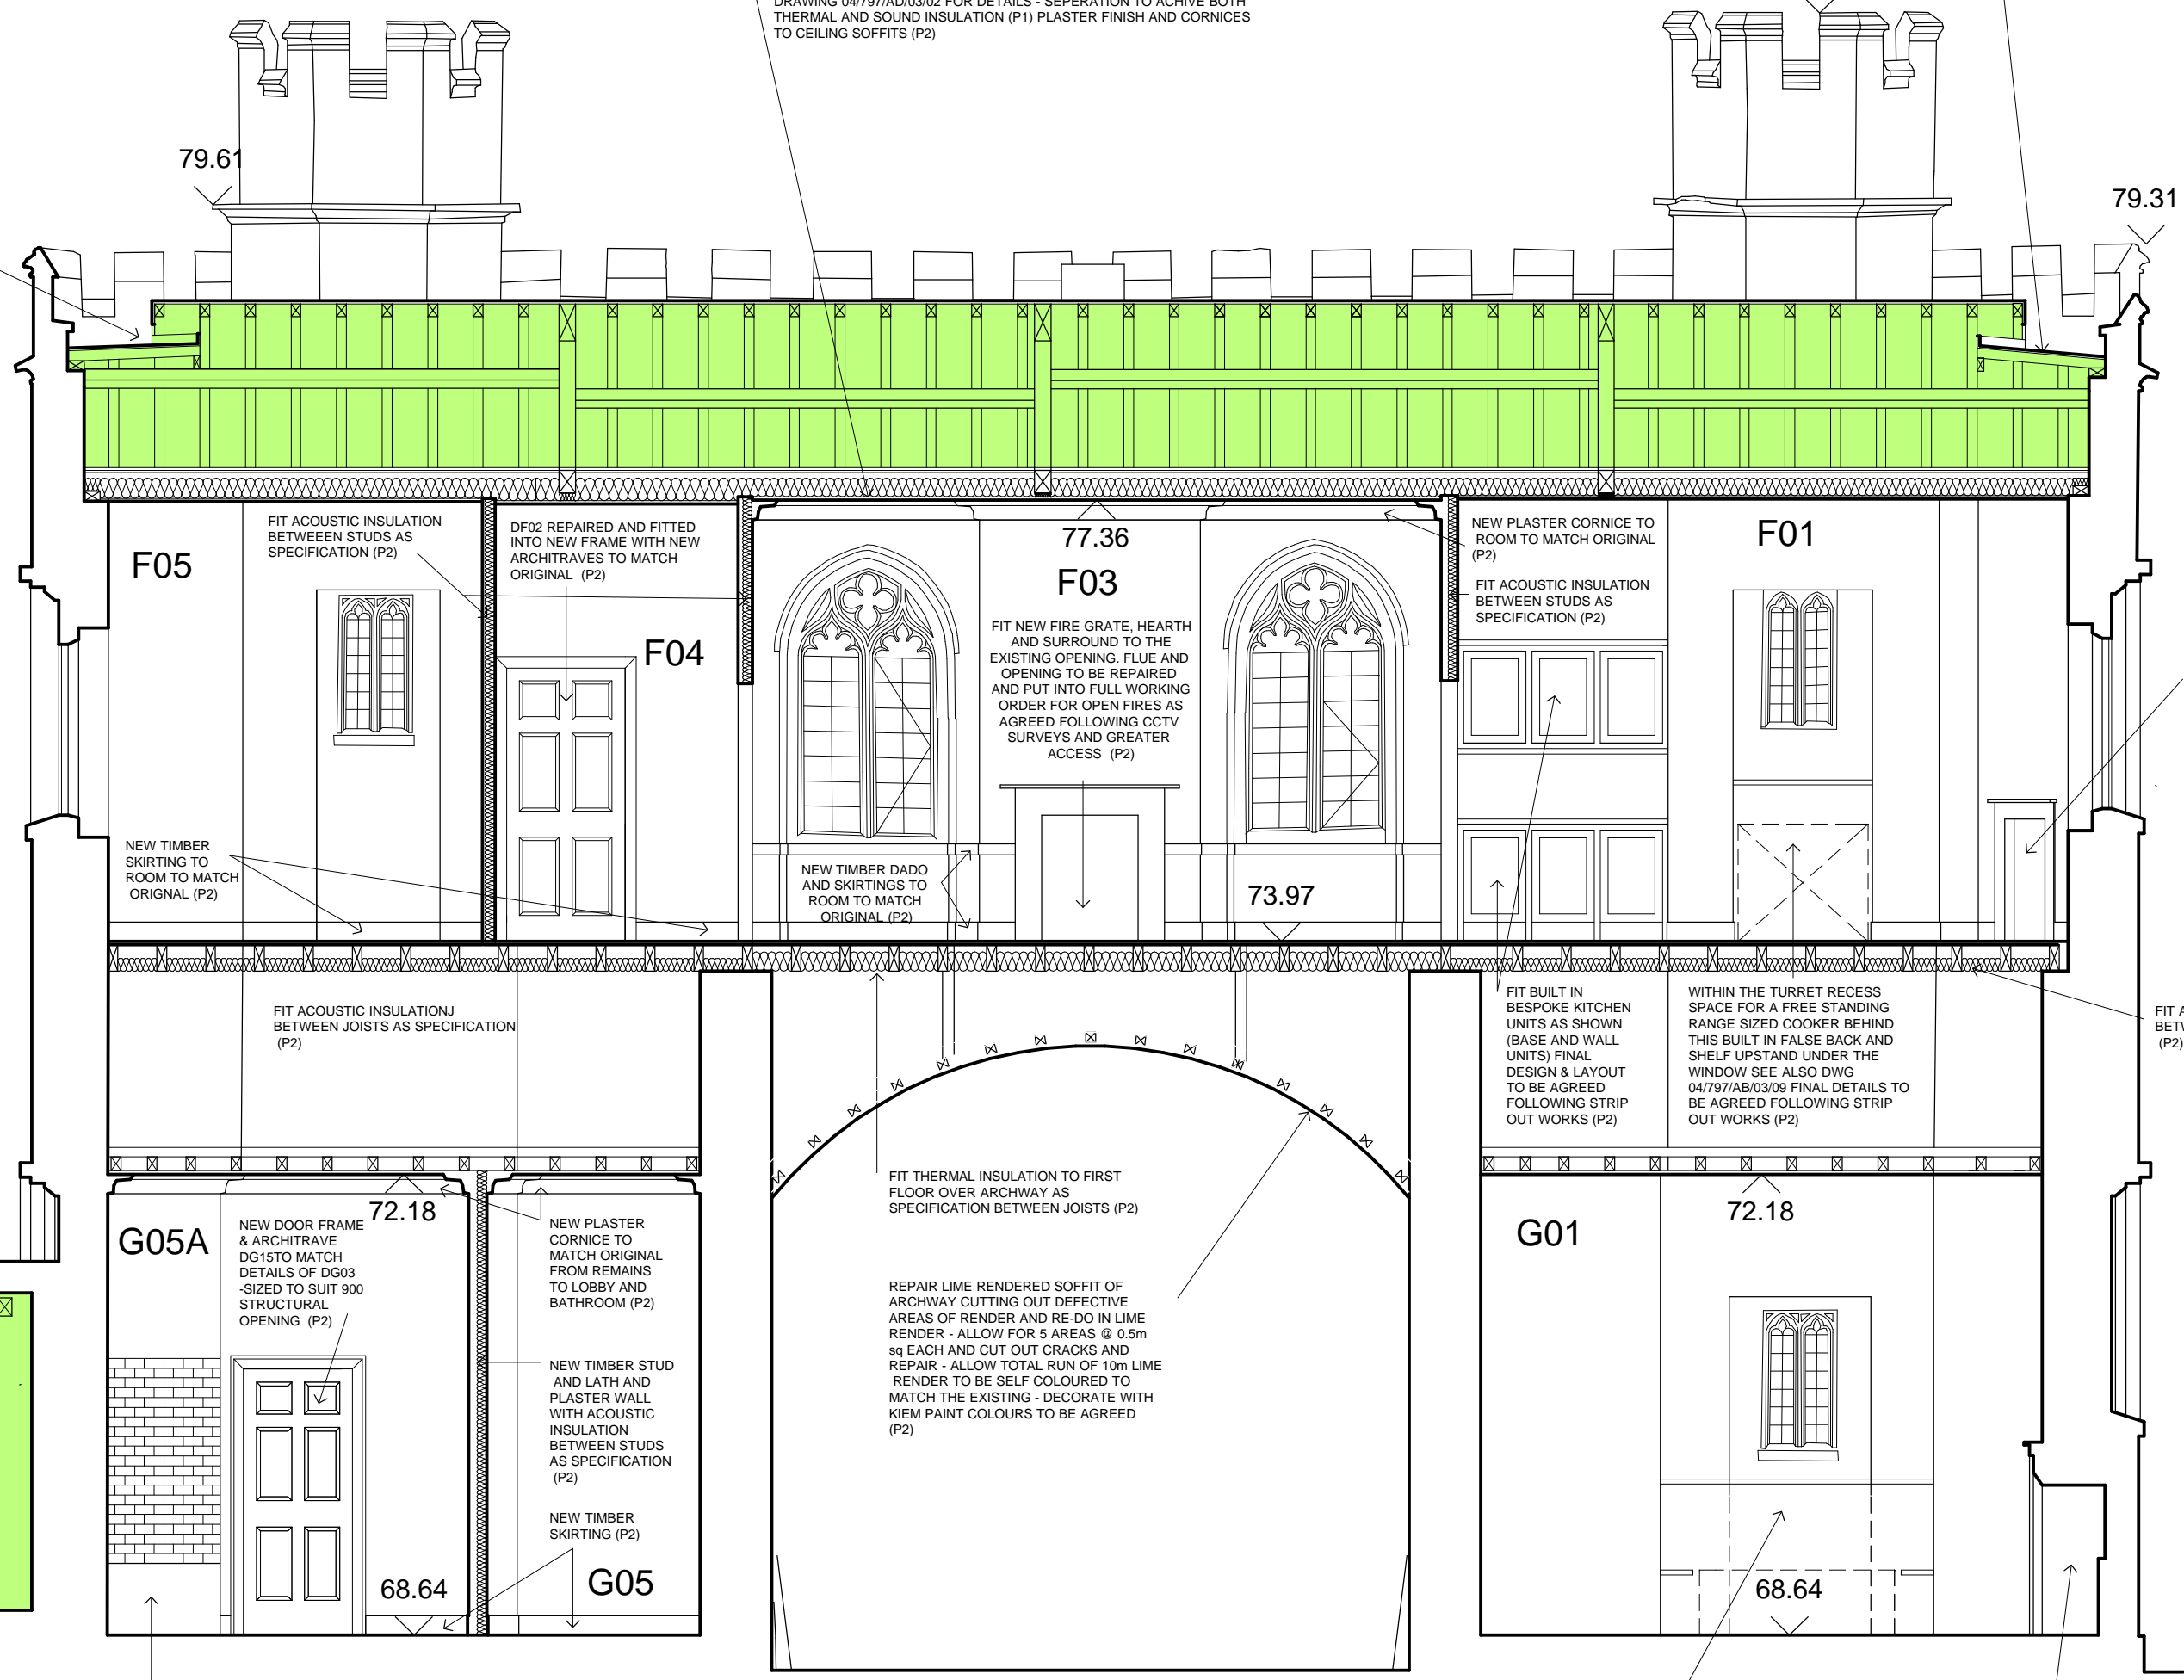 DRAWING 04/797/AD/03/02 FOR DETAILS - SEPERATION TO ACHIVE BOTH
THERMAL AND SOUND INSULATION (P1) PLASTER FINISH AND CORNICES
TO CEILING SOFFITS (P2)
79.61
79.31
F05
FIT ACOUSTIC INSULATION
BETWEEEN STUDS AS
SPECIFICATION (P2)
DF02 REPAIRED AND FITTED
INTO NEW FRAME WITH NEW
ARCHITRAVES TO MATCH
ORIGINAL (P2)
F04
77.36
F03
FIT NEW FIRE GRATE, HEARTH
AND SURROUND TO THE
EXISTING OPENING. FLUE AND
OPENING TO BE REPAIRED
AND PUT INTO FULL WORKING
ORDER FOR OPEN FIRES AS
AGREED FOLLOWING CCTV
SURVEYS AND GREATER
ACCESS (P2)
NEW PLASTER CORNICE TO
ROOM TO MATCH ORIGINAL
(P2)
FIT ACOUSTIC INSULATION
BETWEEN STUDS AS
SPECIFICATION (P2)
F01
NEW TIMBER
SKIRTING TO
ROOM TO MATCH
ORIGNAL (P2)
NEW TIMBER DADO
AND SKIRTINGS TO
ROOM TO MATCH
ORIGINAL (P2)
73.97
FIT ACOUSTIC INSULATIONJ
BETWEEN JOISTS AS SPECIFICATION
(P2)
FIT BUILT IN
BESPOKE KITCHEN
UNITS AS SHOWN
(BASE AND WALL
UNITS) FINAL
DESIGN & LAYOUT
TO BE AGREED
FOLLOWING STRIP
OUT WORKS (P2)
WITHIN THE TURRET RECESS
SPACE FOR A FREE STANDING
RANGE SIZED COOKER BEHIND
THIS BUILT IN FALSE BACK AND
SHELF UPSTAND UNDER THE
WINDOW SEE ALSO DWG
04/797/AB/03/09 FINAL DETAILS TO
BE AGREED FOLLOWING STRIP
OUT WORKS (P2)
FIT A
BETW
(P2)
FIT THERMAL INSULATION TO FIRST
FLOOR OVER ARCHWAY AS
SPECIFICATION BETWEEN JOISTS (P2)
G05A
NEW DOOR FRAME
& ARCHITRAVE
DG15TO MATCH
DETAILS OF DG03
-SIZED TO SUIT 900
STRUCTURAL
OPENING (P2)
72.18
NEW PLASTER
CORNICE TO
MATCH ORIGINAL
FROM REMAINS
TO LOBBY AND
BATHROOM (P2)
NEW TIMBER STUD
AND LATH AND
PLASTER WALL
WITH ACOUSTIC
INSULATION
BETWEEN STUDS
AS SPECIFICATION
(P2)
NEW TIMBER
SKIRTING (P2)
G05
68.64
REPAIR LIME RENDERED SOFFIT OF
ARCHWAY CUTTING OUT DEFECTIVE
AREAS OF RENDER AND RE-DO IN LIME
RENDER - ALLOW FOR 5 AREAS @ 0.5m
sq EACH AND CUT OUT CRACKS AND
REPAIR - ALLOW TOTAL RUN OF 10m LIME
RENDER TO BE SELF COLOURED TO
MATCH THE EXISTING - DECORATE WITH
KIEM PAINT COLOURS TO BE AGREED
(P2)
G01
72.18
68.64